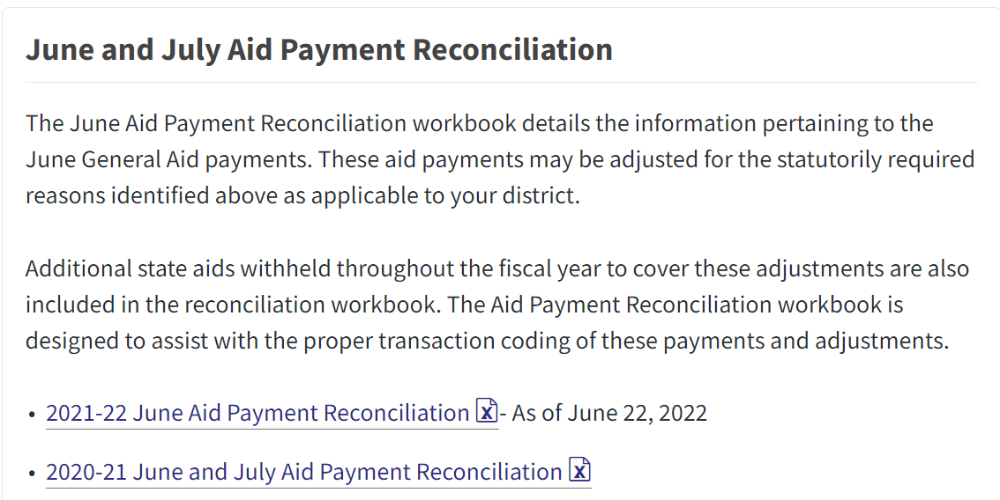 June and July Aid Payment Reconciliation
The June Aid Payment Reconciliation workbook details the information pertaining to the
June General Aid payments. These aid payments may be adjusted for the statutorily required
reasons identified above as applicable to your district.
Additional state aids withheld throughout the fiscal year to cover these adjustments are also
included in the reconciliation workbook. The Aid Payment Reconciliation workbook is
designed to assist with the proper transaction coding of these payments and adjustments.
• 2021-22 June Aid Payment Reconciliation - As of June 22, 2022
• 2020-21 June and July Aid Payment Reconciliation